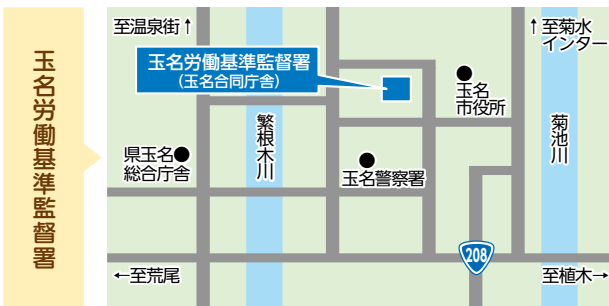 玉名労働基準監督署
至温泉街↑
玉名労働基準監督署
(玉名合同庁舎)
↑至菊水
インター
玉名
市役所
繁根木川
菊池川
県玉名●
総合庁舎
玉名警察署
208
←至荒尾
至植木→